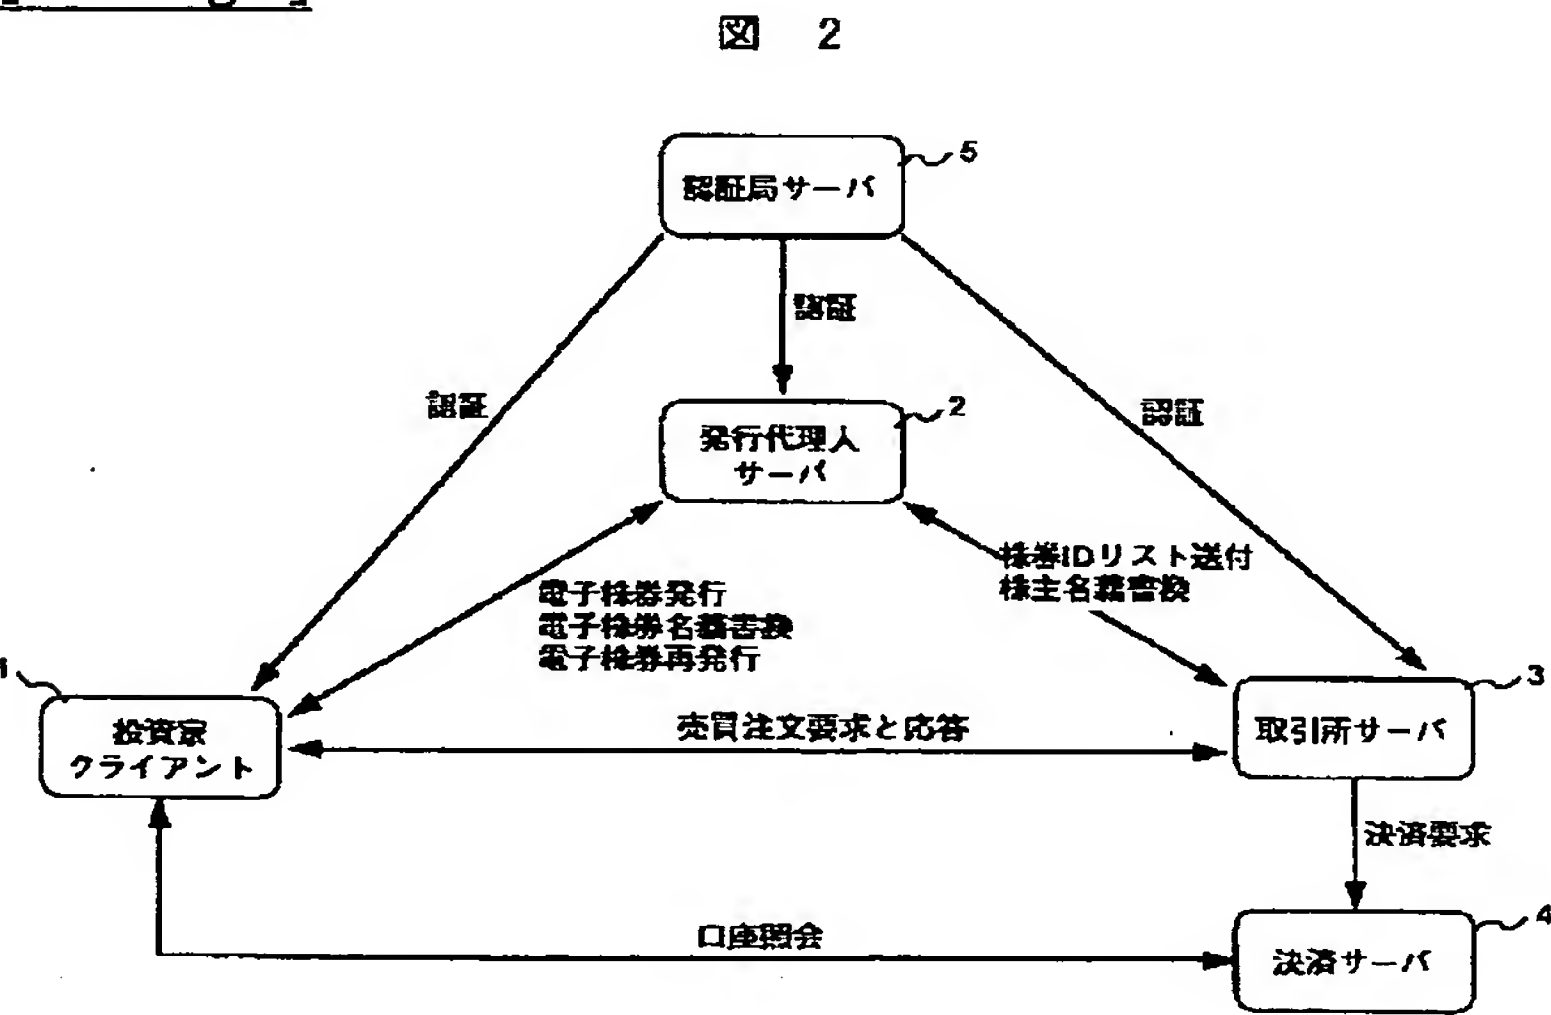 図 2
認証局サーバ
5
認証
認証
認証
発行代理人
サーバ
2
株券IDリスト送付
株主名義書換
電子株券発行
電子株券名義書換
電子株券再発行
1
投資家
クライアント
売買注文要求と応答
取引所サーバ
3
決済要求
口座照会
決済サーバ
4